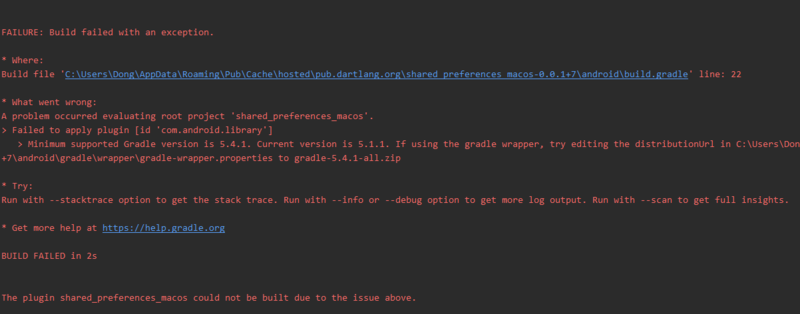 FAILURE: Build failed with an exception.
* Where:
Build file 'C:\Users\Dong\AppData\Roaming\Pub\Cache\hosted\pub.dartlang.org\shared_preferences_macos-0.0.1+7\android\build.gradle' line: 22
* What went wrong:
A problem occurred evaluating root project 'shared_preferences_macos'.
> Failed to apply plugin [id 'com.android.library']
> Minimum supported Gradle version is 5.4.1. Current version is 5.1.1. If using the gradle wrapper, try editing the distributionUrl in C:\Users\Don
+7\android\gradle\wrapper\gradle-wrapper.properties to gradle-5.4.1-all.zip
* Try:
Run with --stacktrace option to get the stack trace. Run with --info or --debug option to get more log output. Run with --scan to get full insights.
* Get more help at https://help.gradle.org
BUILD FAILED in 2s
The plugin shared_preferences_macos could not be built due to the issue above.